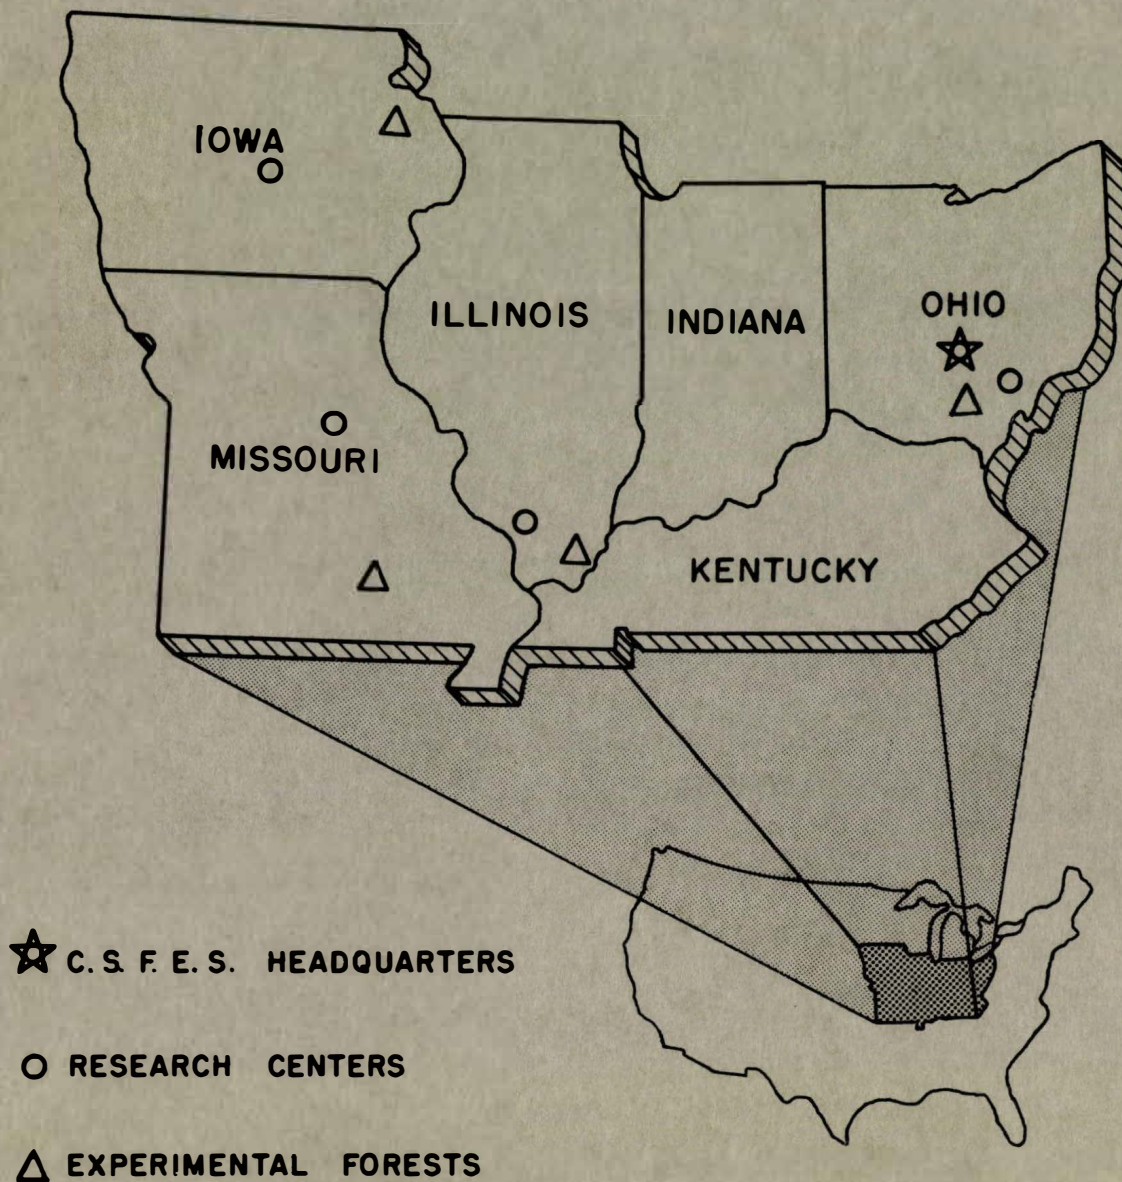 IOWA
ILLINOIS
INDIANA
OHIO
MISSOURI
KENTUCKY
C. S. F. E. S. HEADQUARTERS
RESEARCH CENTERS
EXPERIMENTAL FORESTS